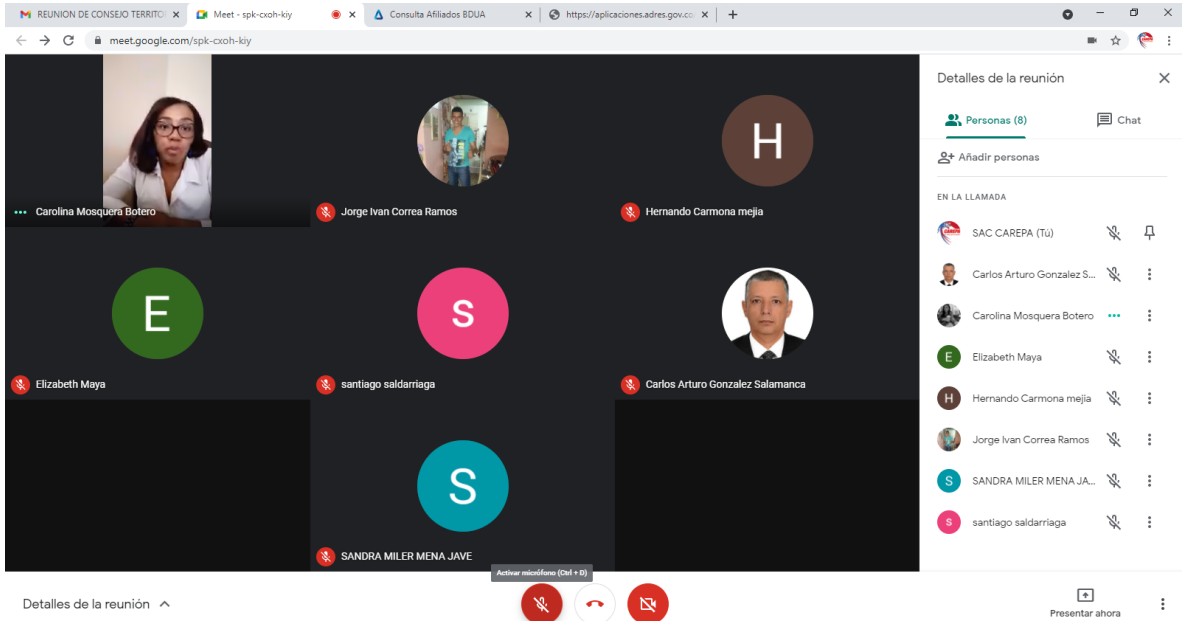 REUNION DE CONSEJO TERRITO
Meet - spk-cxoh-kiy
Consulta Afiliados BDUA
https://aplicaciones.adres.gov.co
meet.google.com/spk-cxoh-kiy
Carolina Mosquera Botero
Jorge Ivan Correa Ramos
H
Hernando Carmona mejia
E
Elizabeth Maya
s
santiago saldarriaga
Carlos Arturo Gonzalez Salamanca
S
SANDRA MILER MENA JAVE
Activar micrófono (Ctrl + D)
Detalles de la reunión
Detalles de la reunión
Personas (8)
Chat
Añadir personas
EN LA LLAMADA
CAREPA
SAC CAREPA (Tú)
Carlos Arturo Gonzalez S...
Carolina Mosquera Botero
E
Elizabeth Maya
H
Hernando Carmona mejia
Jorge Ivan Correa Ramos
S
SANDRA MILER MENA JA...
s
santiago saldarriaga
Presentar ahora